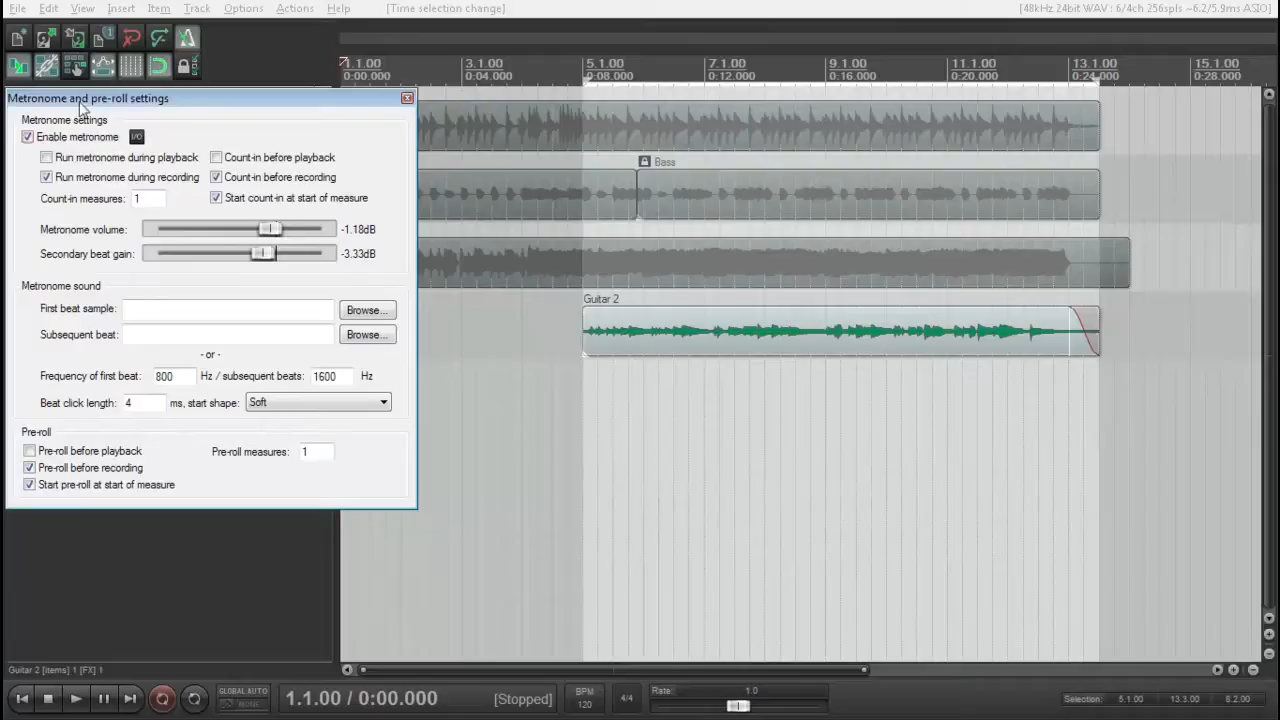 File Edit View Insert Item Track Options Actions Help [Time selection change] [48kHz 24bit WAV : 6/4ch 256spls ~6.2/5.9ms ASIO]
1.1.00 3.1.00 5.1.00 7.1.00 9.1.00 11.1.00 13.1.00 15.1.00
0:00.000 0:04.000 0:08.000 0:12.000 0:16.000 0:20.000 0:24.000 0:28.000
Metronome and pre-roll settings
Metronome settings
Enable metronome I/O
Run metronome during playback Count-in before playback
Run metronome during recording Count-in before recording
Count-in measures: 1 Start count-in at start of measure
Metronome volume: -1.18dB
Secondary beat gain: -3.33dB
Metronome sound
First beat sample: Browse...
Subsequent beat: Browse...
- or -
Frequency of first beat: 800 Hz / subsequent beats: 1600 Hz
Beat click length: 4 ms, start shape: Soft
Pre-roll
Pre-roll before playback Pre-roll measures: 1
Pre-roll before recording
Start pre-roll at start of measure
Bass
Guitar 2
Guitar 2 [items] 1 [FX] 1
GLOBAL AUTO
NONE
1.1.00 / 0:00.000 [Stopped]
BPM
120
4/4
Rate: 1.0
Selection: 5.1.00 13.3.00 8.2.00